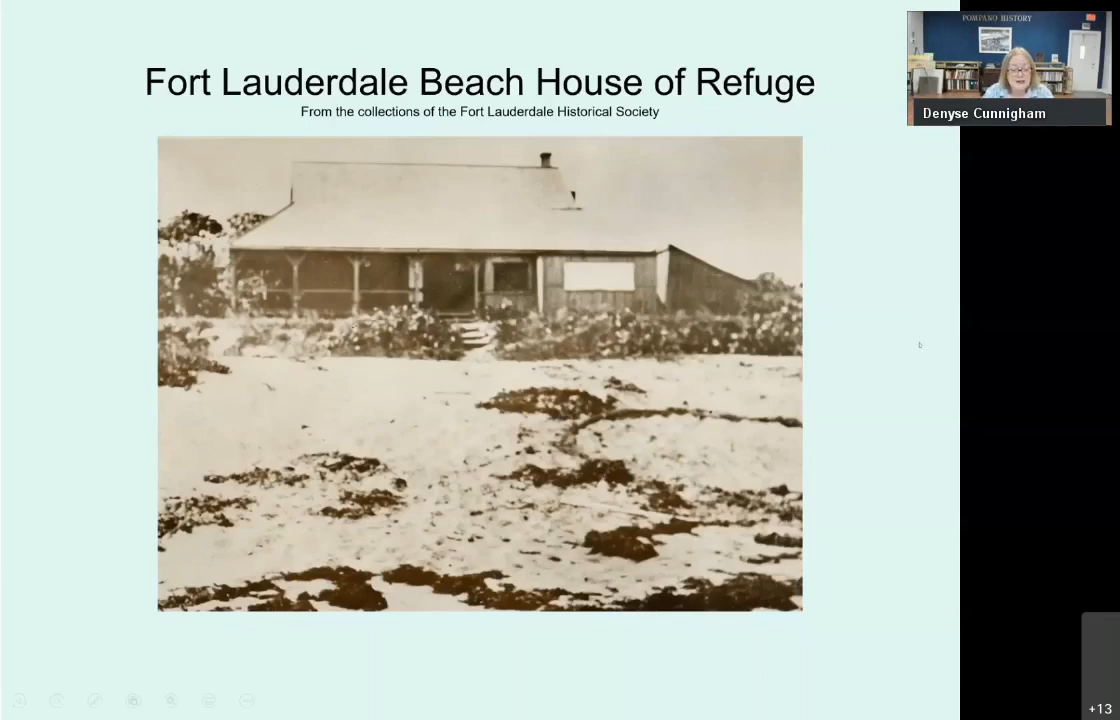 Fort Lauderdale Beach House of Refuge
From the collections of the Fort Lauderdale Historical Society
POMPANO HISTORY
Denyse Cunnigham
+13